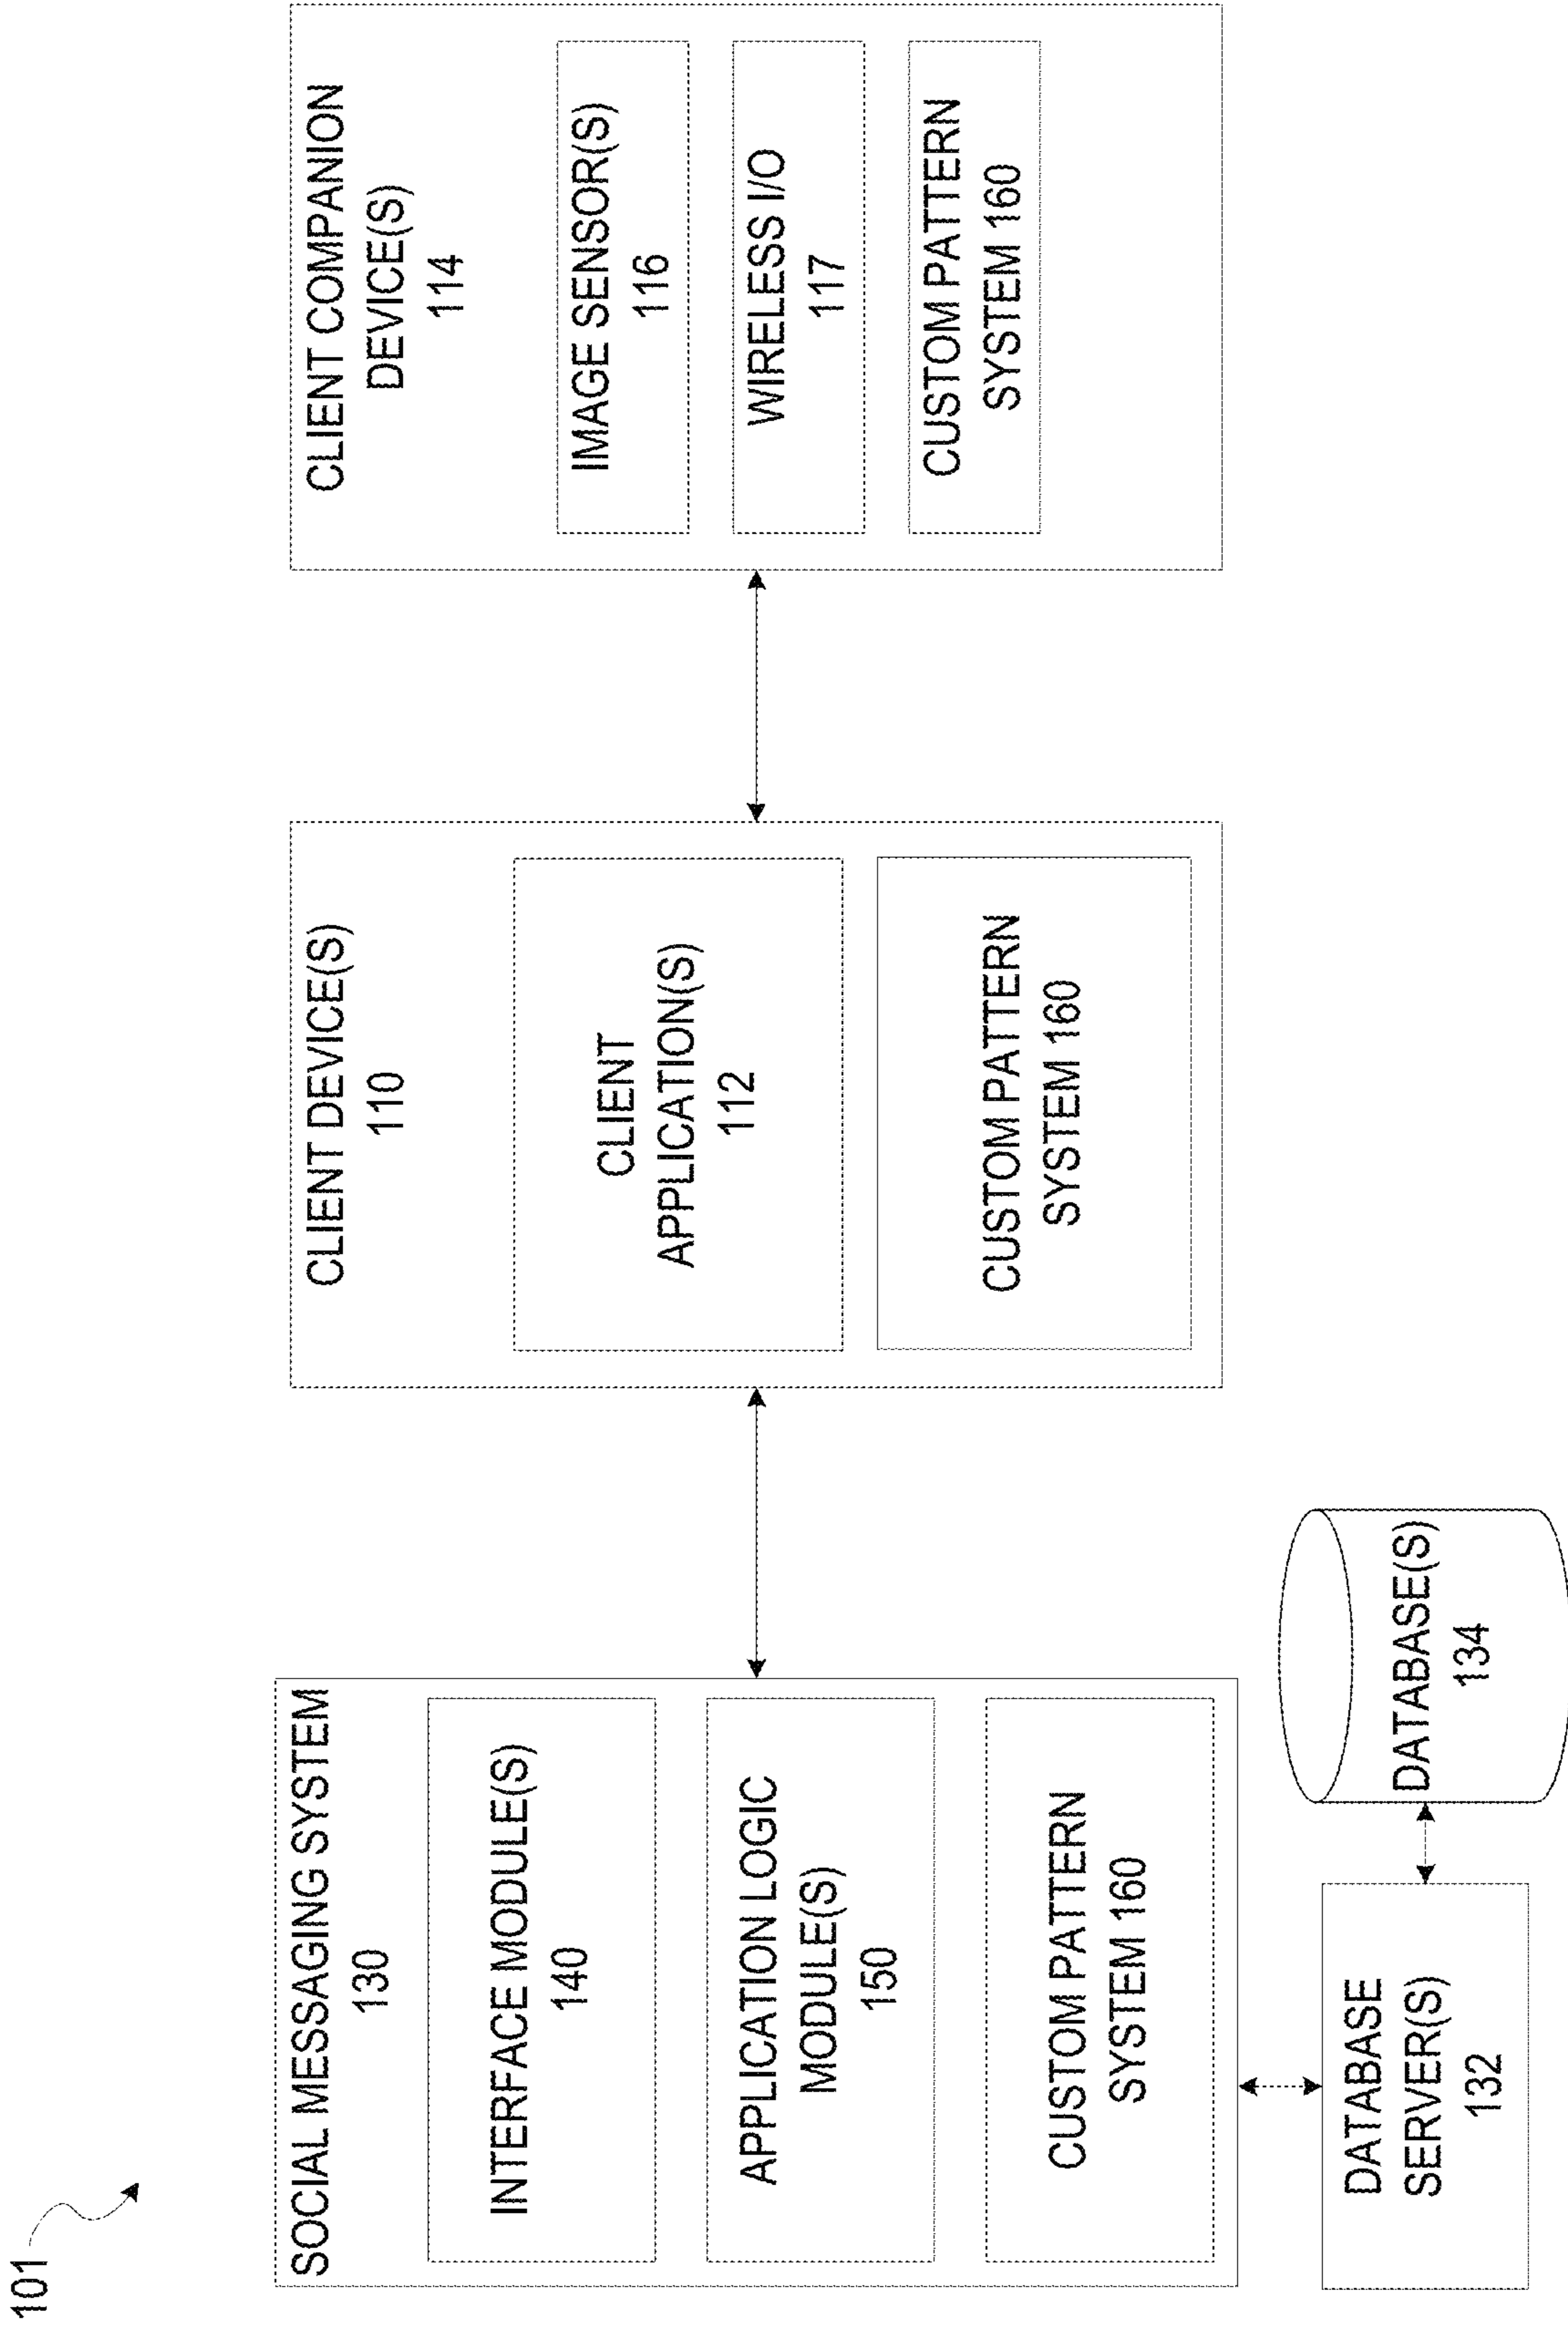 101
SOCIAL MESSAGING SYSTEM
130
INTERFACE MODULE(S)
140
APPLICATION LOGIC
MODULE(S)
150
CUSTOM PATTERN
SYSTEM 160
DATABASE
SERVER(S)
132
DATABASE(S)
134
CLIENT DEVICE(S)
110
CLIENT
APPLICATION(S)
112
CUSTOM PATTERN
SYSTEM 160
CLIENT COMPANION
DEVICE(S)
114
IMAGE SENSOR(S)
116
WIRELESS I/O
117
CUSTOM PATTERN
SYSTEM 160